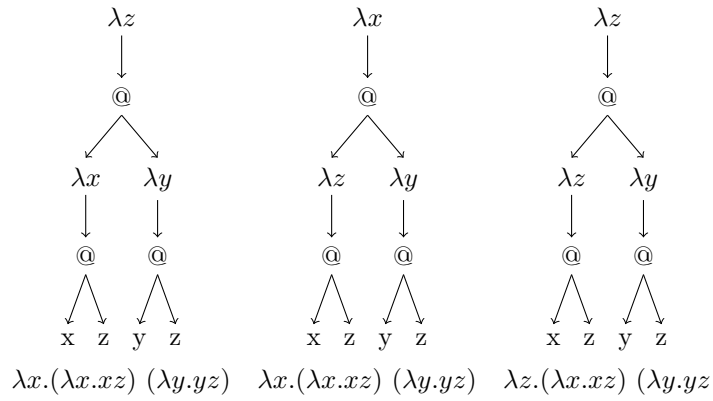 λz λx λz
@ @ @
λx λy λz λy λz λy
@ @ @ @ @ @
x z y z x z y z x z y z
λx.(λx.xz) (λy.yz) λx.(λx.xz) (λy.yz) λz.(λx.xz) (λy.yz